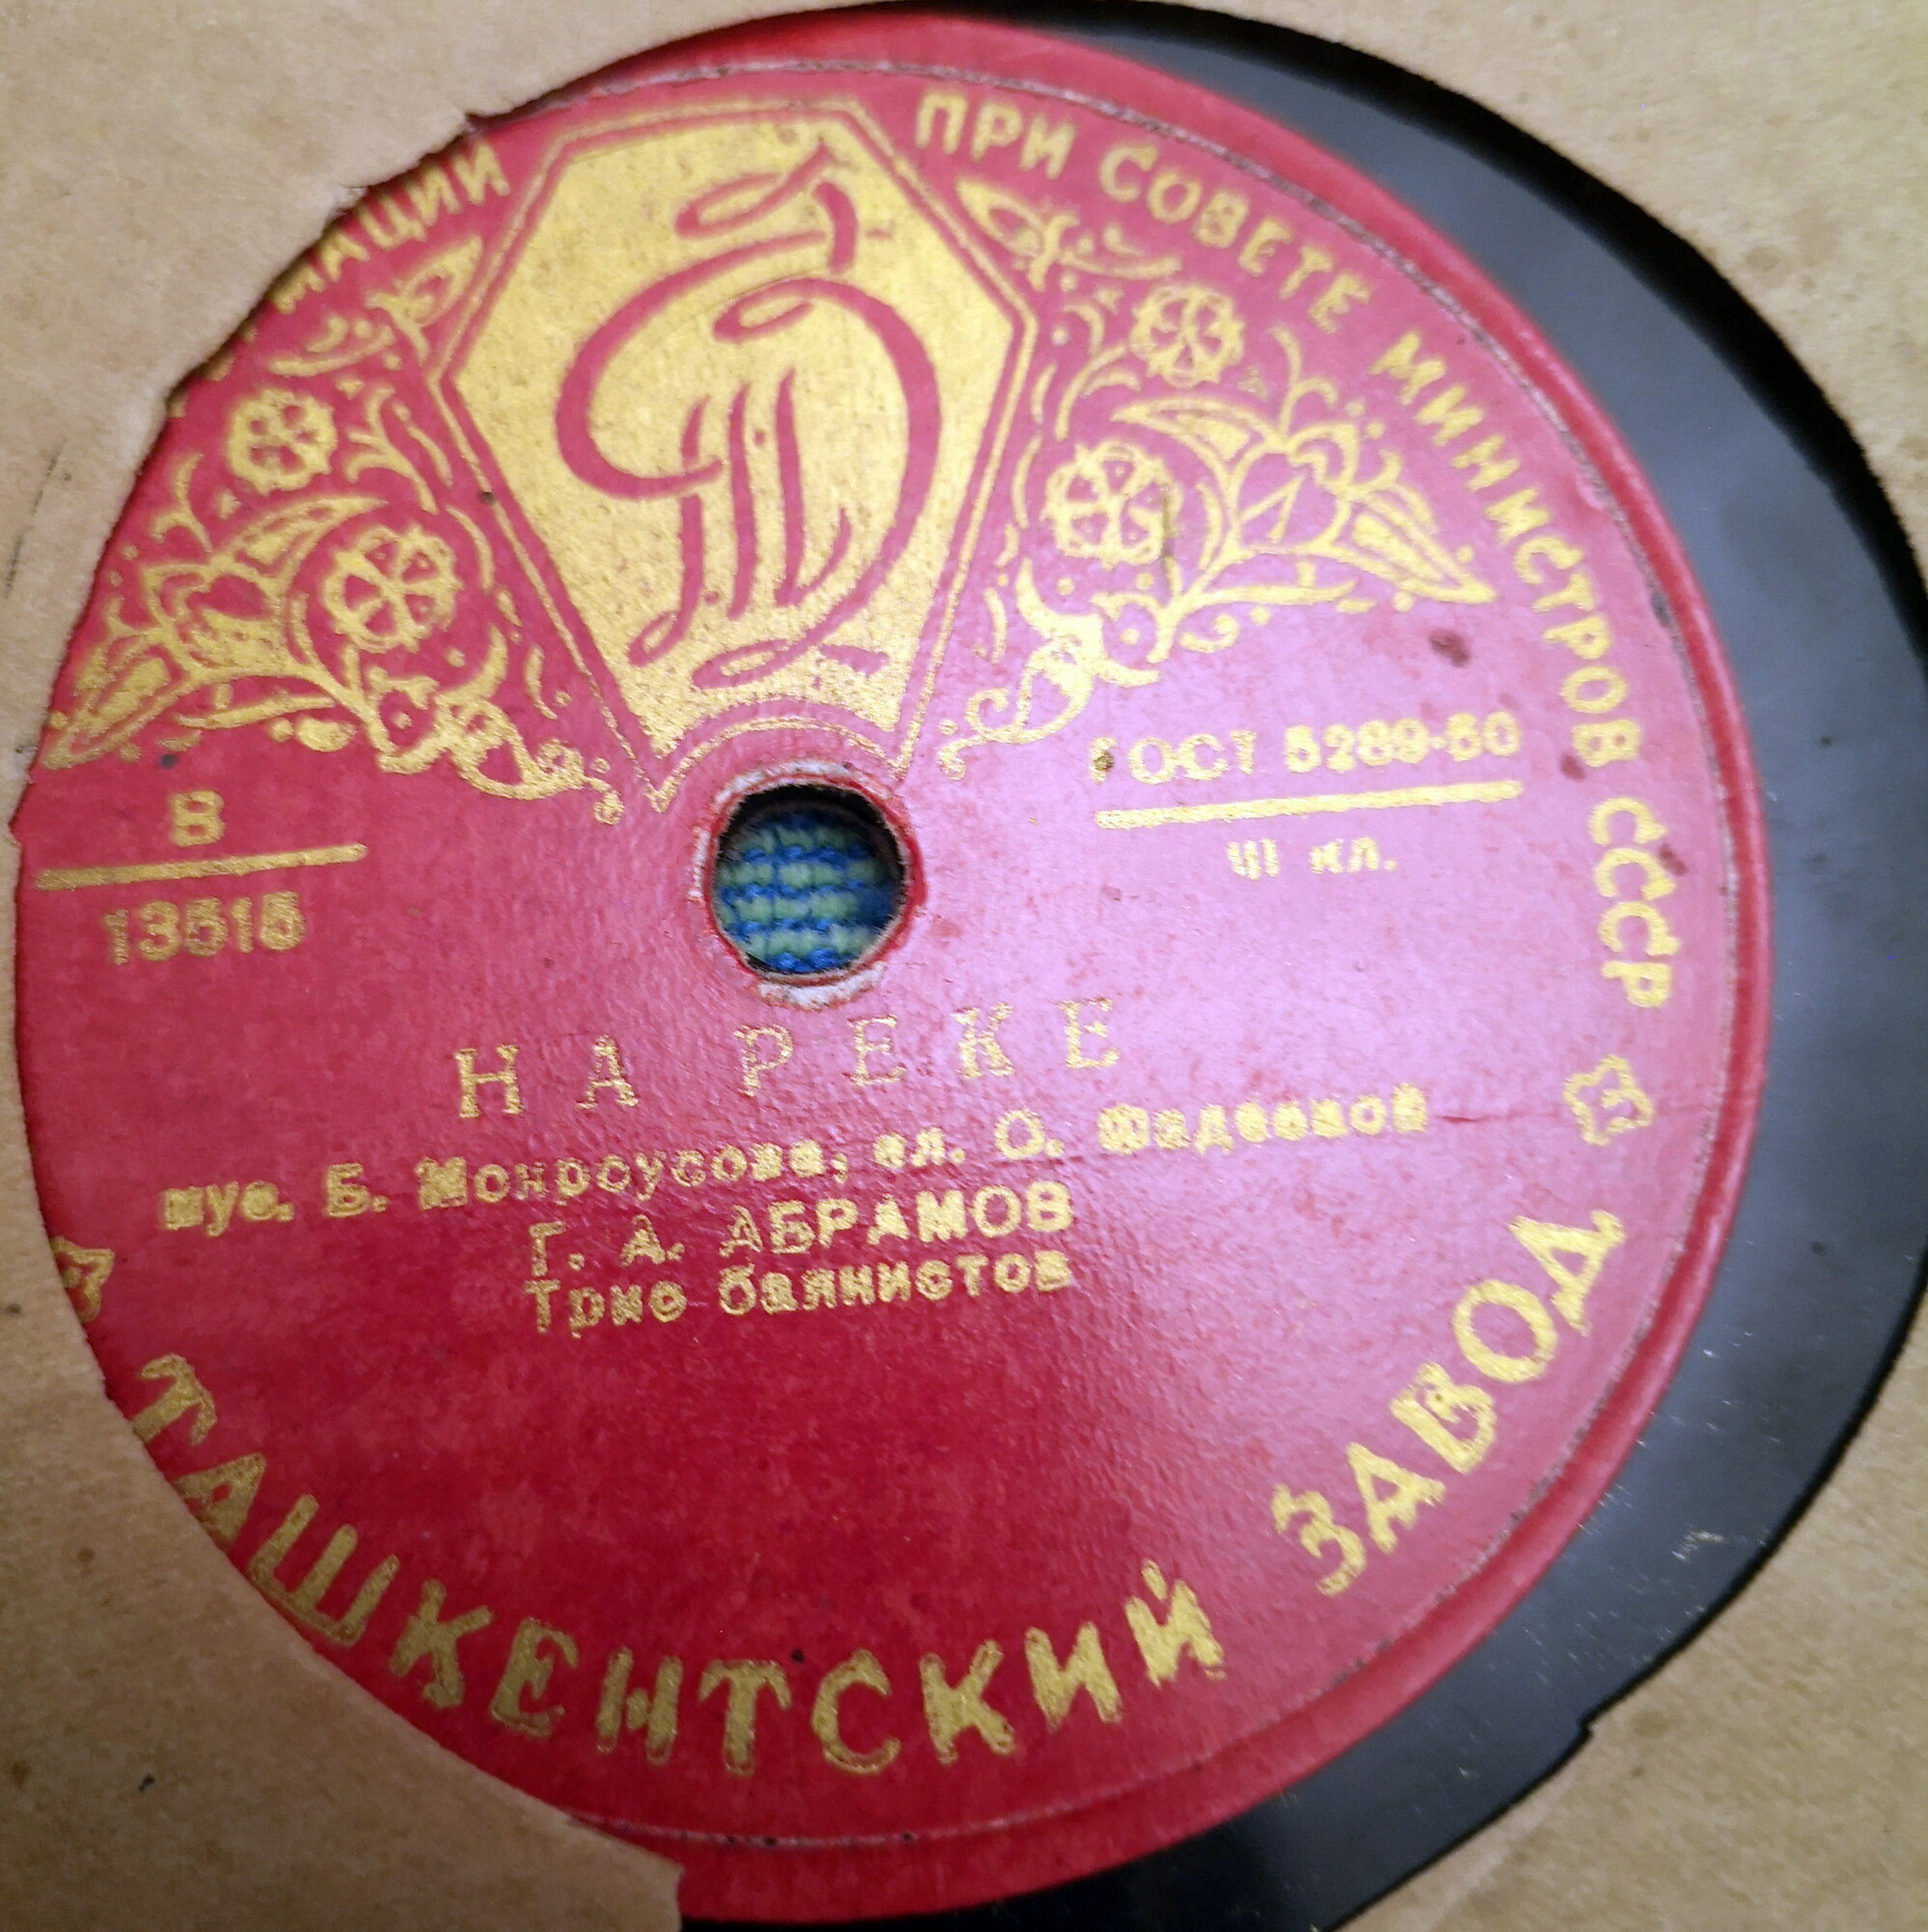 МАЦИИ
ПРИ СОВЕТЕ МИНИСТРОВ СССР
В
13515
ГОСТ 5289-50
III кл.
НА РЕКЕ
муз. Б. Мокроусова, сл. О. Фадеевой
Г. А. АБРАМОВ
Трио баянистов
ТАШКЕНТСКИЙ ЗАВОД